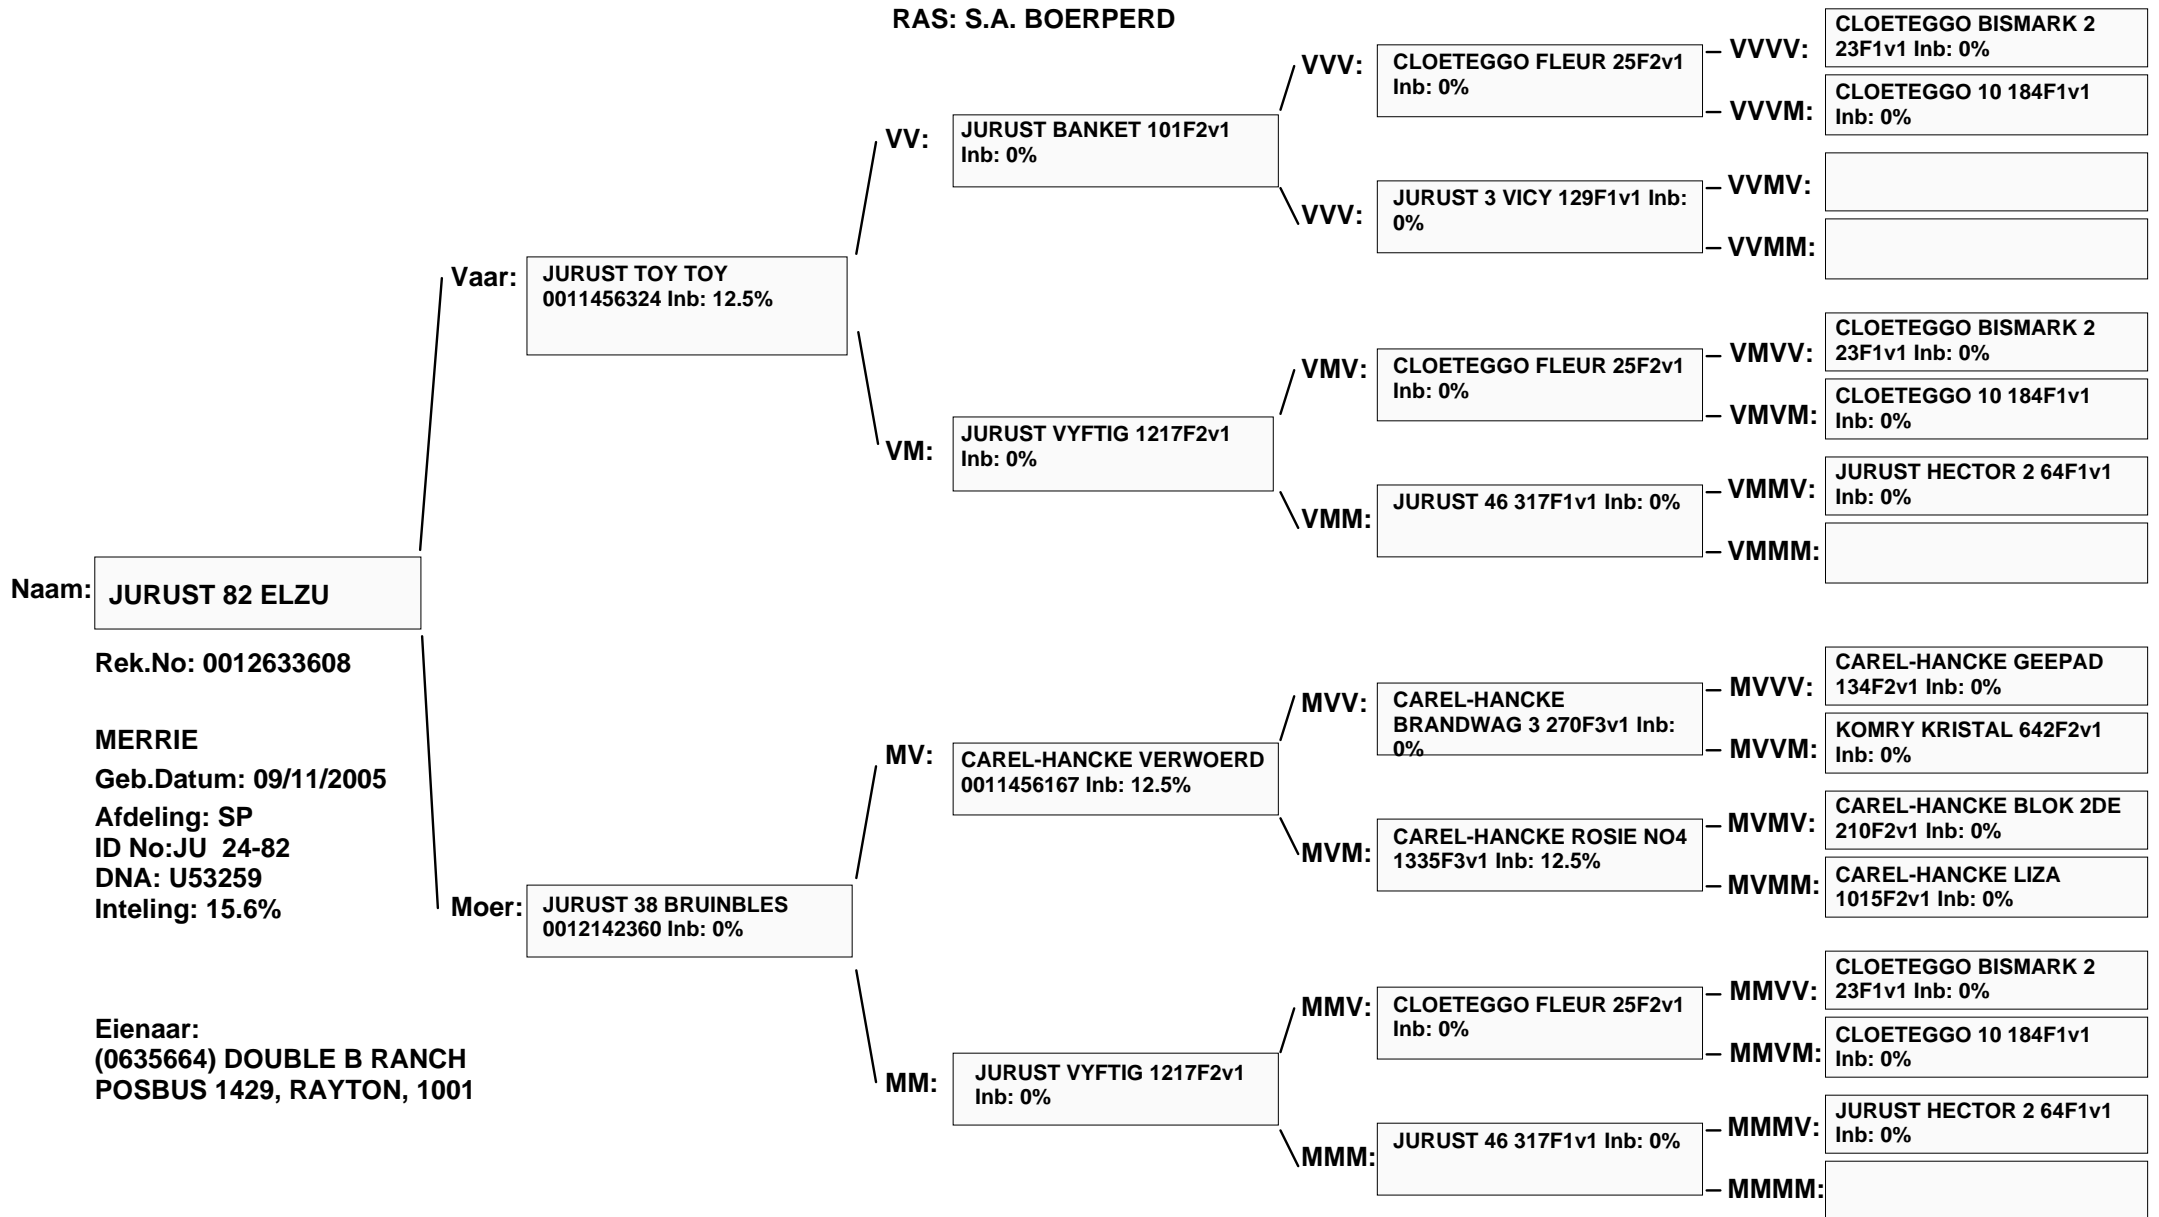 RAS: S.A. BOERPERD
Naam:
JURUST 82 ELZU
Rek.No: 0012633608
MERRIE
Geb.Datum: 09/11/2005
Afdeling: SP
ID No:JU  24-82
DNA: U53259
Inteling: 15.6%
Eienaar:
(0635664) DOUBLE B RANCH
POSBUS 1429, RAYTON, 1001
Vaar:
JURUST TOY TOY
0011456324 Inb: 12.5%
Moer:
JURUST 38 BRUINBLES
0012142360 Inb: 0%
VV:
JURUST BANKET 101F2v1
Inb: 0%
VM:
JURUST VYFTIG 1217F2v1
Inb: 0%
MV:
CAREL-HANCKE VERWOERD
0011456167 Inb: 12.5%
MM:
JURUST VYFTIG 1217F2v1
Inb: 0%
VVV:
CLOETEGGO FLEUR 25F2v1
Inb: 0%
VVV:
JURUST 3 VICY 129F1v1 Inb:
0%
VMV:
CLOETEGGO FLEUR 25F2v1
Inb: 0%
VMM:
JURUST 46 317F1v1 Inb: 0%
MVV:
CAREL-HANCKE
BRANDWAG 3 270F3v1 Inb:
0%
MVM:
CAREL-HANCKE ROSIE NO4
1335F3v1 Inb: 12.5%
MMV:
CLOETEGGO FLEUR 25F2v1
Inb: 0%
MMM:
JURUST 46 317F1v1 Inb: 0%
VVVV:
CLOETEGGO BISMARK 2
23F1v1 Inb: 0%
VVVM:
CLOETEGGO 10 184F1v1
Inb: 0%
VVMV:
VVMM:
VMVV:
CLOETEGGO BISMARK 2
23F1v1 Inb: 0%
VMVM:
CLOETEGGO 10 184F1v1
Inb: 0%
VMMV:
JURUST HECTOR 2 64F1v1
Inb: 0%
VMMM:
MVVV:
CAREL-HANCKE GEEPAD
134F2v1 Inb: 0%
MVVM:
KOMRY KRISTAL 642F2v1
Inb: 0%
MVMV:
CAREL-HANCKE BLOK 2DE
210F2v1 Inb: 0%
MVMM:
CAREL-HANCKE LIZA
1015F2v1 Inb: 0%
MMVV:
CLOETEGGO BISMARK 2
23F1v1 Inb: 0%
MMVM:
CLOETEGGO 10 184F1v1
Inb: 0%
MMMV:
JURUST HECTOR 2 64F1v1
Inb: 0%
MMMM: